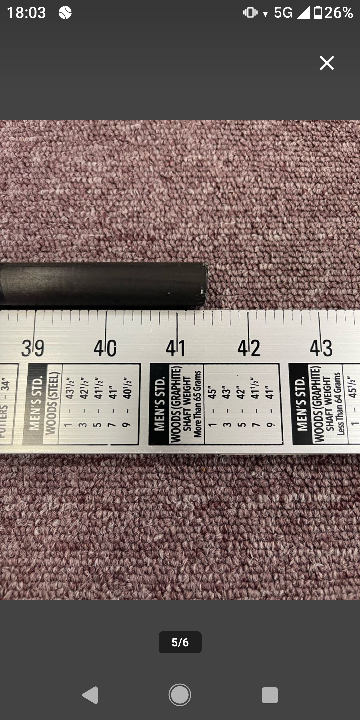 18:03
5G
26%
39 40 41 42 43
PUTTERS – 34"
MEN'S STD.
WOODS (STEEL)
1 – 43½"
3 – 42½"
5 – 41½"
7 – 41"
9 – 40½"
MEN'S STD.
WOODS (GRAPHITE)
SHAFT WEIGHT
More Than 65 Grams
1 – 45"
3 – 43"
5 – 42"
7 – 41½"
9 – 41"
MEN'S STD.
WOODS (GRAPHITE)
SHAFT WEIGHT
Less Than 64 Grams
1 – 45½"
5/6